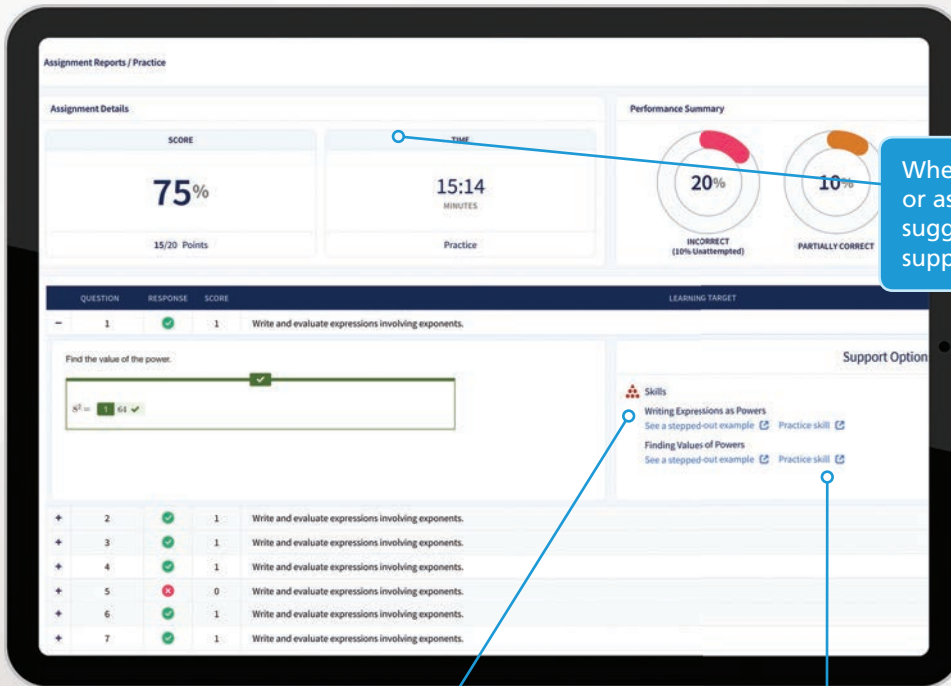 Assignment Reports / Practice
Assignment Details
SCORE
75%
15/20 Points
TIME
15:14
MINUTES
Practice
Performance Summary
20%
INCORRECT
(10% Unattempted)
10%
PARTIALLY CORRECT
or
sugg
supp
QUESTION RESPONSE SCORE LEARNING TARGET
− 1 1 Write and evaluate expressions involving exponents.
Find the value of the power.
8² = 1 64
Support Option
Skills
Writing Expressions as Powers
See a stepped-out example Practice skill
Finding Values of Powers
See a stepped-out example Practice skill
+ 2 1 Write and evaluate expressions involving exponents.
+ 3 1 Write and evaluate expressions involving exponents.
+ 4 1 Write and evaluate expressions involving exponents.
+ 5 0 Write and evaluate expressions involving exponents.
+ 6 1 Write and evaluate expressions involving exponents.
+ 7 1 Write and evaluate expressions involving exponents.